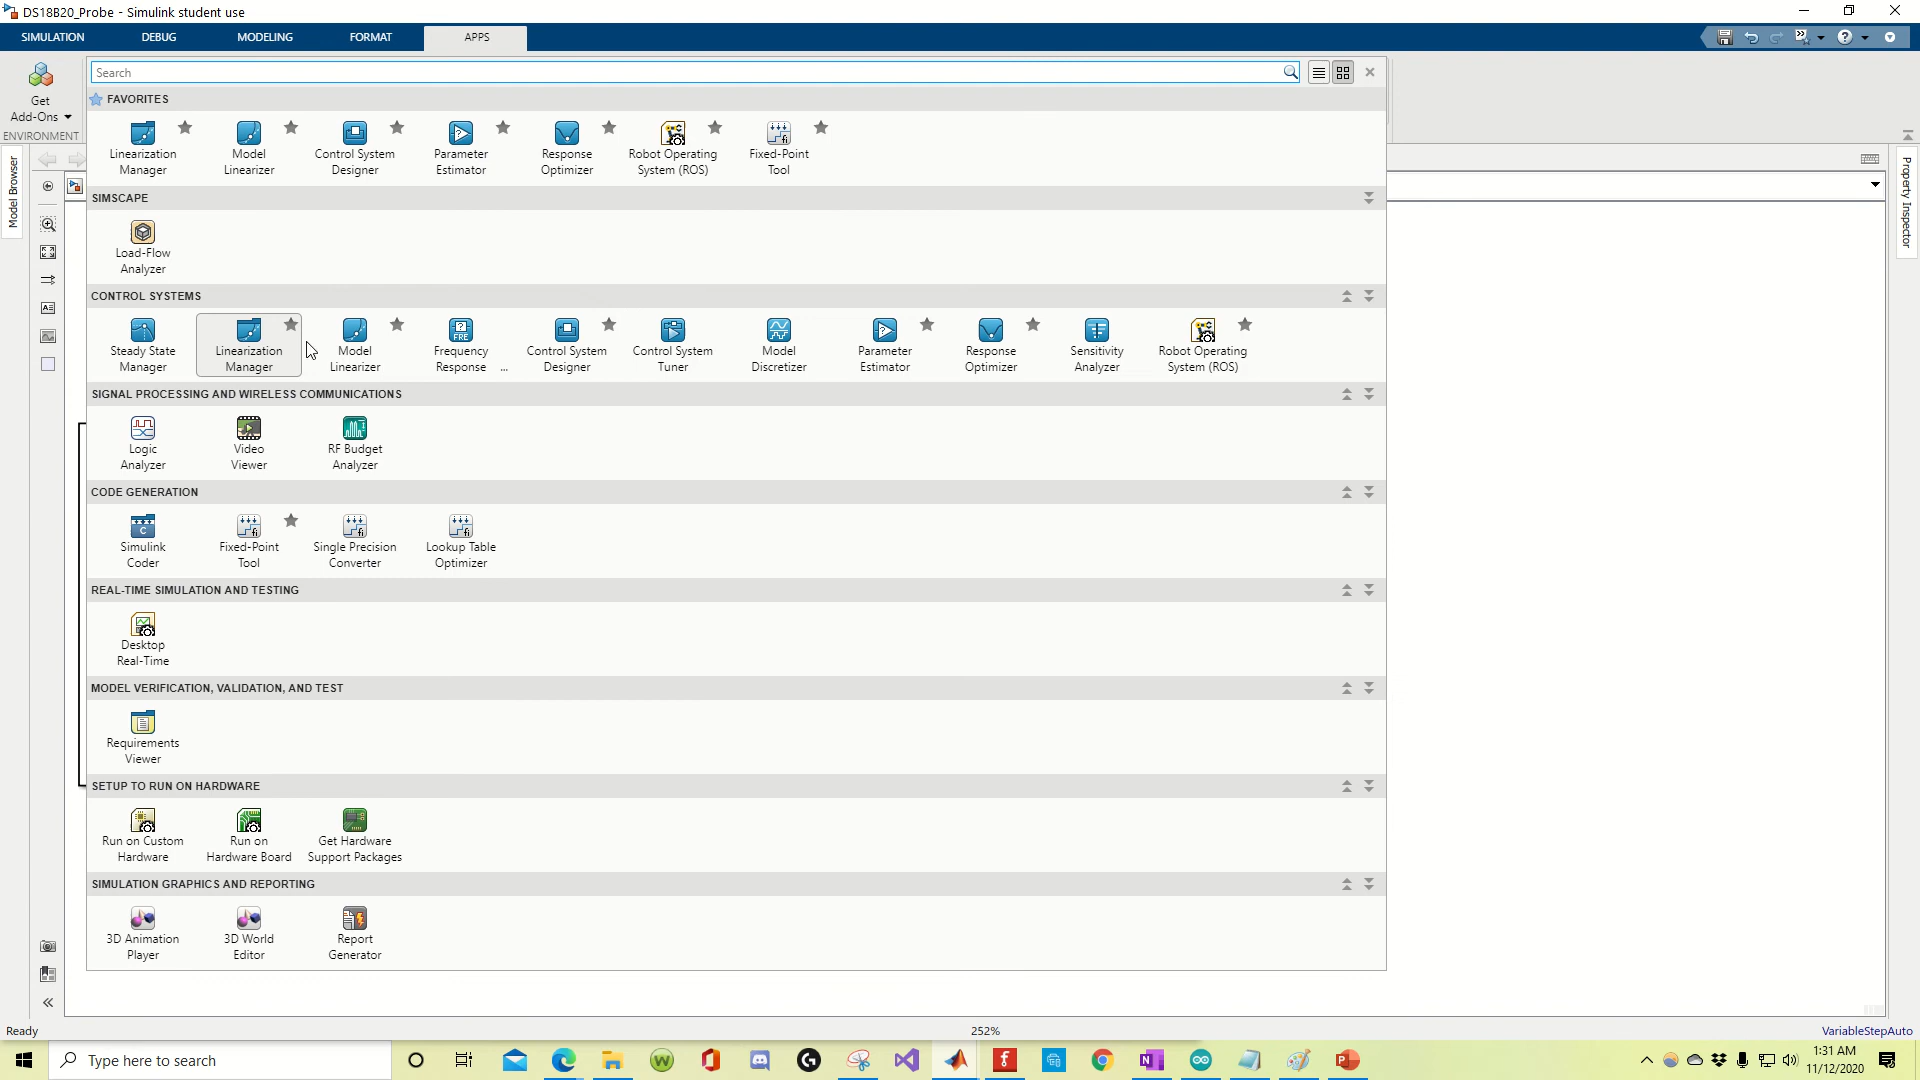 DS18B20_Probe - Simulink student use
SIMULATION
DEBUG
MODELING
FORMAT
APPS
Get
Add-Ons
ENVIRONMENT
Search
FAVORITES
Linearization
Manager
Model
Linearizer
Control System
Designer
Parameter
Estimator
Response
Optimizer
Robot Operating
System (ROS)
Fixed-Point
Tool
SIMSCAPE
Load-Flow
Analyzer
CONTROL SYSTEMS
Steady State
Manager
Linearization
Manager
Model
Linearizer
Frequency
Response ...
Control System
Designer
Control System
Tuner
Model
Discretizer
Parameter
Estimator
Response
Optimizer
Sensitivity
Analyzer
Robot Operating
System (ROS)
SIGNAL PROCESSING AND WIRELESS COMMUNICATIONS
Logic
Analyzer
Video
Viewer
RF Budget
Analyzer
CODE GENERATION
Simulink
Coder
Fixed-Point
Tool
Single Precision
Converter
Lookup Table
Optimizer
REAL-TIME SIMULATION AND TESTING
Desktop
Real-Time
MODEL VERIFICATION, VALIDATION, AND TEST
Requirements
Viewer
SETUP TO RUN ON HARDWARE
Run on Custom
Hardware
Run on
Hardware Board
Get Hardware
Support Packages
SIMULATION GRAPHICS AND REPORTING
3D Animation
Player
3D World
Editor
Report
Generator
Model Browser
Property Inspector
Ready
252%
VariableStepAuto
Type here to search
1:31 AM
11/12/2020